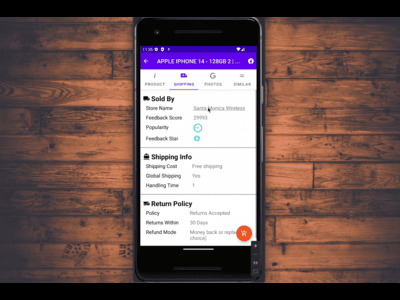 11:35
APPLE IPHONE 14 - 128GB 2 | ...
PRODUCT SHIPPING PHOTOS SIMILAR
Sold By
Store Name Santa Monica Wireless
Feedback Score 29993
Popularity
Feedback Star
Shipping Info
Shipping Cost Free shipping
Global Shipping Yes
Handling Time 1
Return Policy
Policy Returns Accepted
Returns Within 30 Days
Refund Mode Money back or replac
choice)